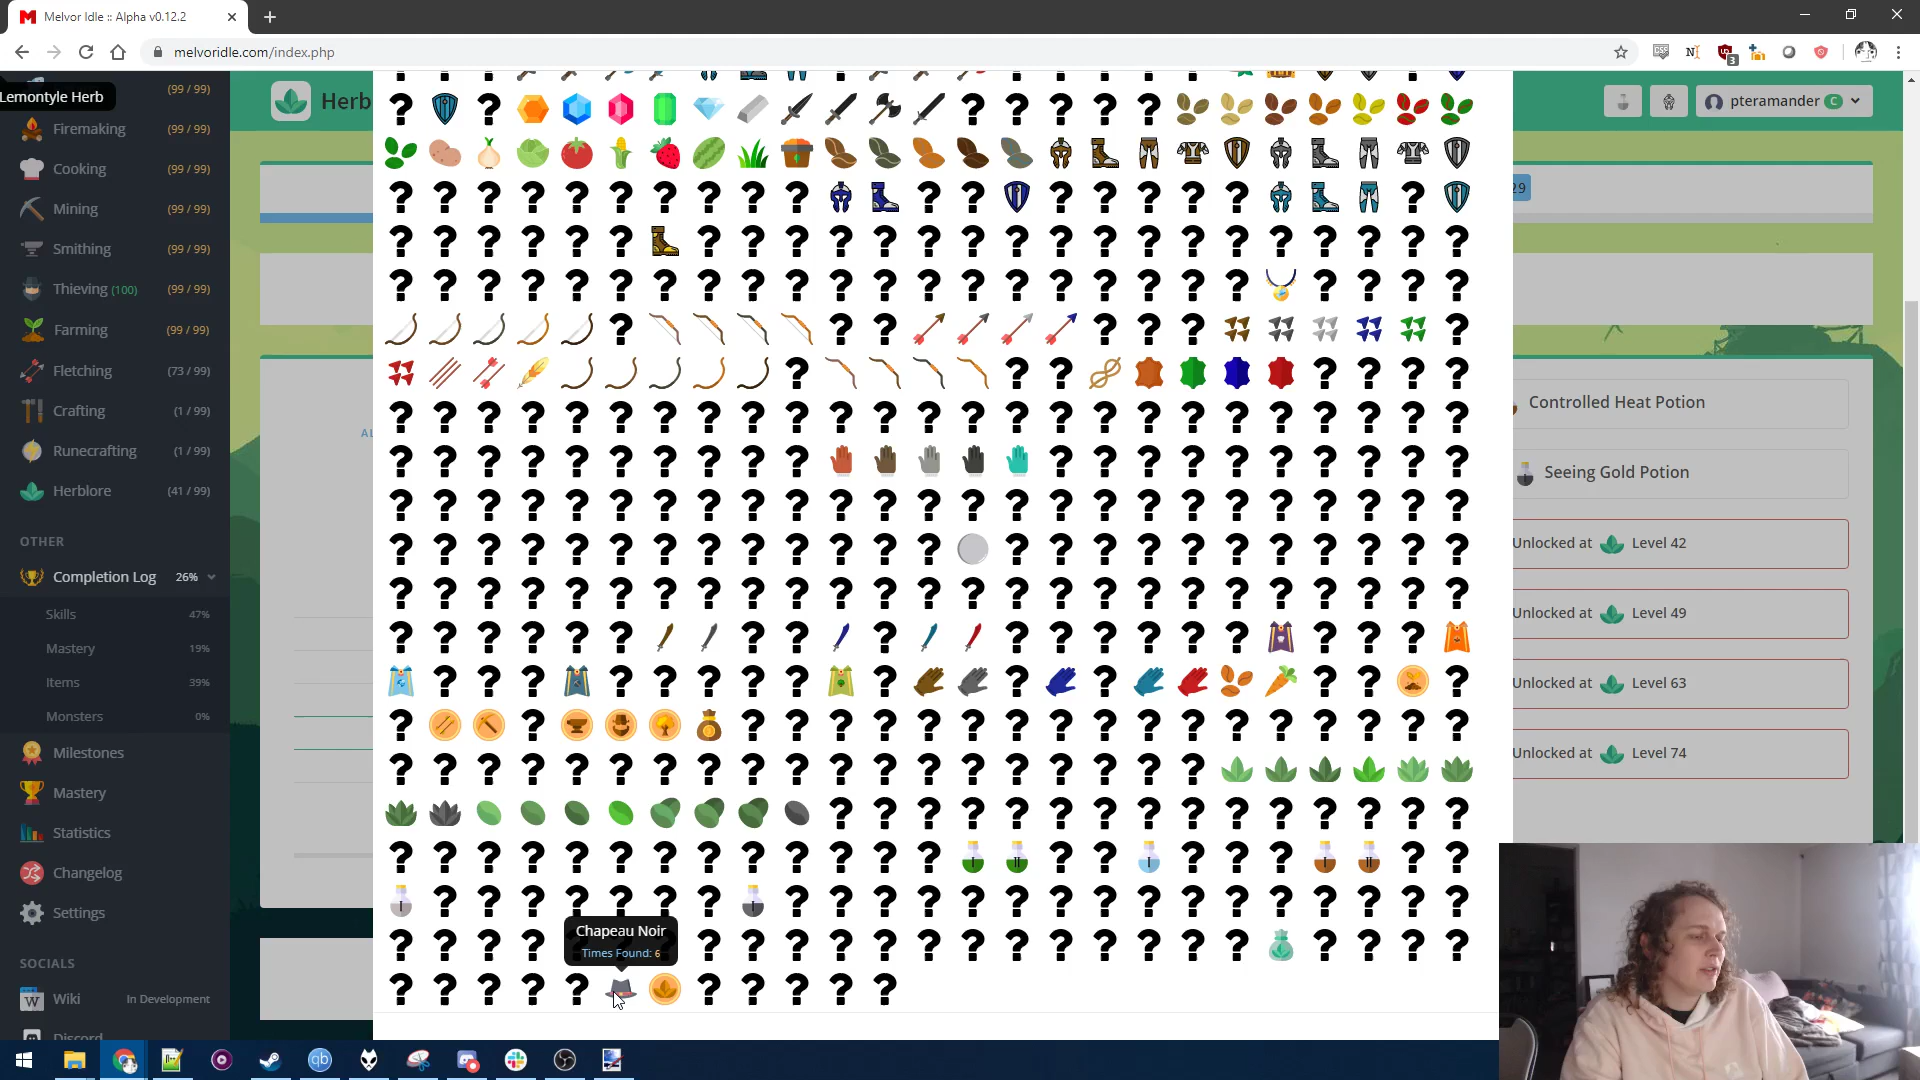 Melvor Idle :: Alpha v0.12.2
melvoridle.com/index.php
3
Lemontyle Herb
(99 / 99)
Firemaking (99 / 99)
Cooking (99 / 99)
Mining (99 / 99)
Smithing (99 / 99)
Thieving (100) (99 / 99)
Farming (99 / 99)
Fletching (73 / 99)
Crafting (1 / 99)
Runecrafting (1 / 99)
Herblore (41 / 99)
OTHER
Completion Log 26%
Skills 47%
Mastery 19%
Items 39%
Monsters 0%
Milestones
Mastery
Statistics
Changelog
Settings
SOCIALS
Wiki In Development
Discord
Herb
pteramander C
29
Controlled Heat Potion
Seeing Gold Potion
Unlocked at Level 42
Unlocked at Level 49
Unlocked at Level 63
Unlocked at Level 74
Chapeau Noir
Times Found: 6